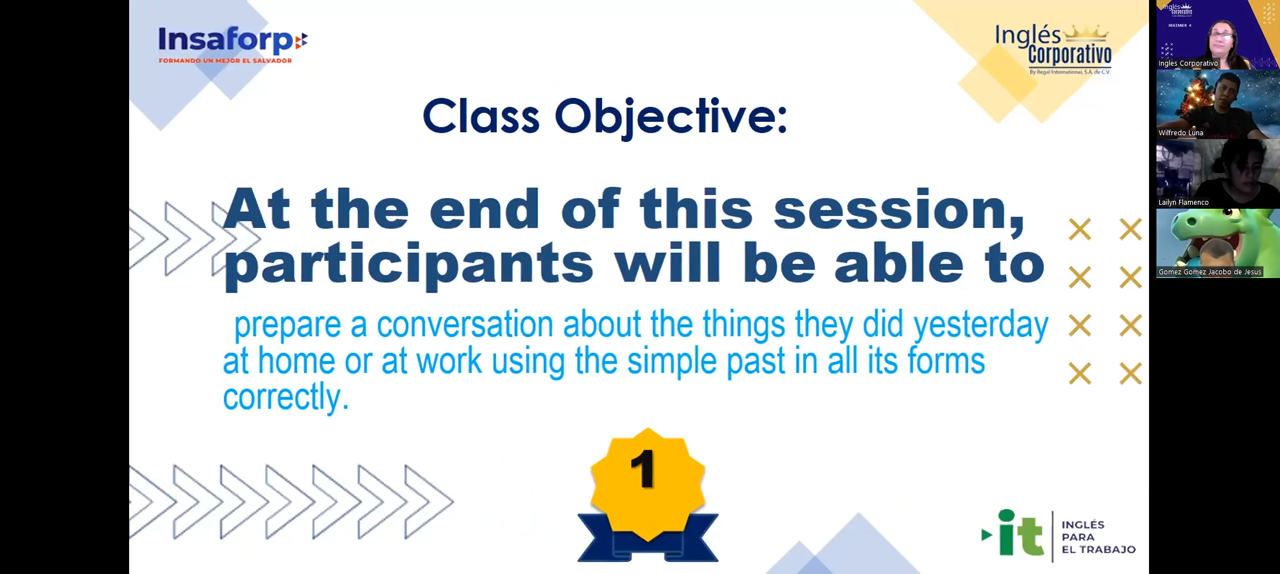 Insaforp
FORMANDO UN MEJOR EL SALVADOR
Inglés
Corporativo
By Regal International, S.A. de C.V.
Class Objective:
At the end of this session,
participants will be able to
prepare a conversation about the things they did yesterday
at home or at work using the simple past in all its forms
correctly.
1
it
INGLÉS
PARA
EL TRABAJO
Inglés
Corporativo
Ingles Corporativo
Wilfredo Luna
Lailyn Flamenco
Gomez Gomez Jacobo de Jesus